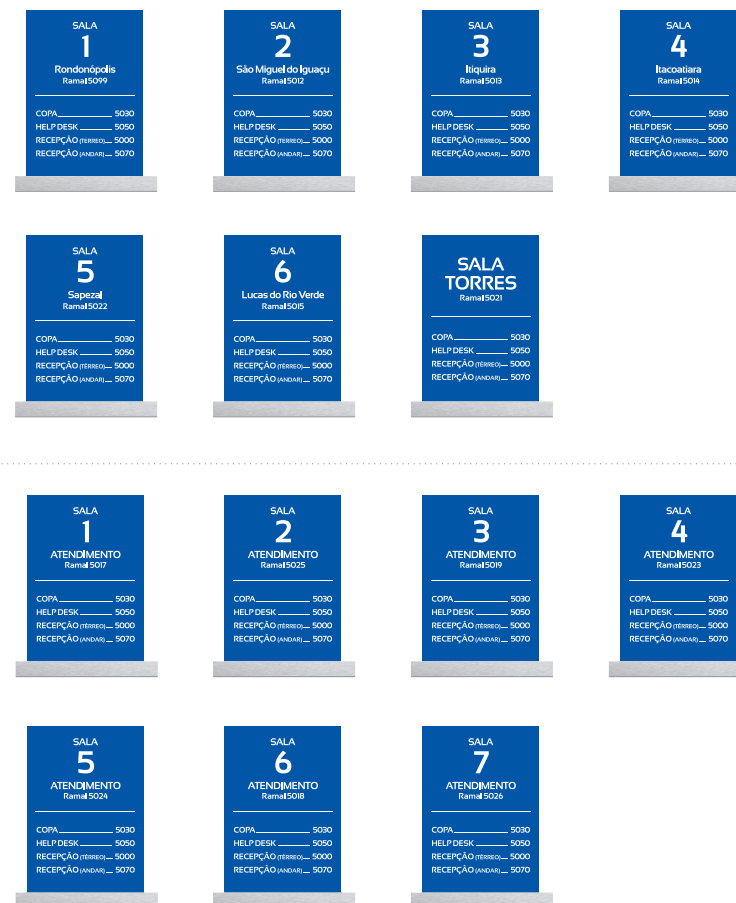 SALA
1
Rondonópolis
Ramal 5099
COPA 5030
HELP DESK 5050
RECEPÇÃO (TÉRREO) 5000
RECEPÇÃO (ANDAR) 5070
SALA
2
São Miguel do Iguaçu
Ramal 5012
COPA 5030
HELP DESK 5050
RECEPÇÃO (TÉRREO) 5000
RECEPÇÃO (ANDAR) 5070
SALA
3
Itiquira
Ramal 5013
COPA 5030
HELP DESK 5050
RECEPÇÃO (TÉRREO) 5000
RECEPÇÃO (ANDAR) 5070
SALA
4
Itacoatiara
Ramal 5014
COPA 5030
HELP DESK 5050
RECEPÇÃO (TÉRREO) 5000
RECEPÇÃO (ANDAR) 5070
SALA
5
Sapezal
Ramal 5022
COPA 5030
HELP DESK 5050
RECEPÇÃO (TÉRREO) 5000
RECEPÇÃO (ANDAR) 5070
SALA
6
Lucas do Rio Verde
Ramal 5015
COPA 5030
HELP DESK 5050
RECEPÇÃO (TÉRREO) 5000
RECEPÇÃO (ANDAR) 5070
SALA
TORRES
Ramal 5021
COPA 5030
HELP DESK 5050
RECEPÇÃO (TÉRREO) 5000
RECEPÇÃO (ANDAR) 5070
SALA
1
ATENDIMENTO
Ramal 5017
COPA 5030
HELP DESK 5050
RECEPÇÃO (TÉRREO) 5000
RECEPÇÃO (ANDAR) 5070
SALA
2
ATENDIMENTO
Ramal 5025
COPA 5030
HELP DESK 5050
RECEPÇÃO (TÉRREO) 5000
RECEPÇÃO (ANDAR) 5070
SALA
3
ATENDIMENTO
Ramal 5019
COPA 5030
HELP DESK 5050
RECEPÇÃO (TÉRREO) 5000
RECEPÇÃO (ANDAR) 5070
SALA
4
ATENDIMENTO
Ramal 5023
COPA 5030
HELP DESK 5050
RECEPÇÃO (TÉRREO) 5000
RECEPÇÃO (ANDAR) 5070
SALA
5
ATENDIMENTO
Ramal 5024
COPA 5030
HELP DESK 5050
RECEPÇÃO (TÉRREO) 5000
RECEPÇÃO (ANDAR) 5070
SALA
6
ATENDIMENTO
Ramal 5018
COPA 5030
HELP DESK 5050
RECEPÇÃO (TÉRREO) 5000
RECEPÇÃO (ANDAR) 5070
SALA
7
ATENDIMENTO
Ramal 5026
COPA 5030
HELP DESK 5050
RECEPÇÃO (TÉRREO) 5000
RECEPÇÃO (ANDAR) 5070